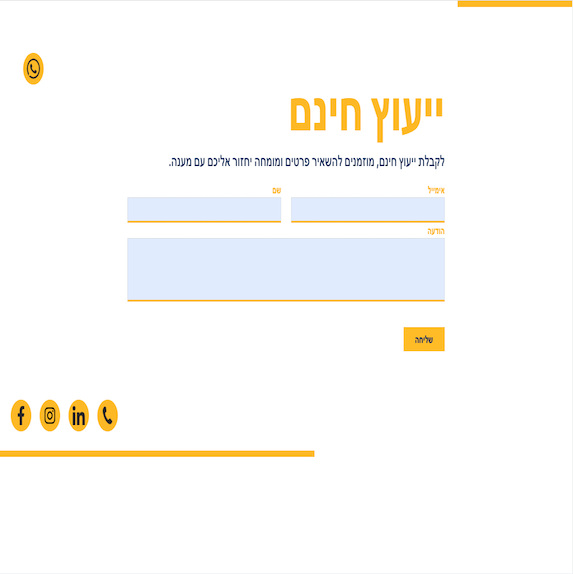 ייעוץ חינם
לקבלת ייעוץ חינם, מוזמנים להשאיר פרטים ומומחה יחזור אליכם עם מענה.
אימייל
שם
הודעה
שליחה